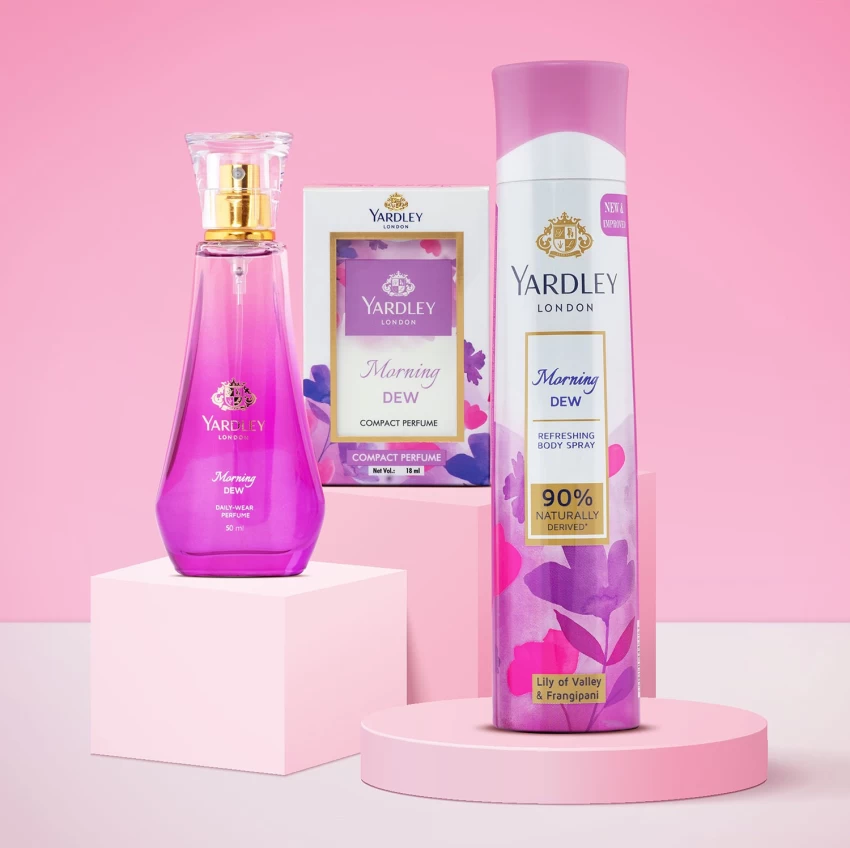 YARDLEY
LONDON
Morning
DEW
DAILY-WEAR
PERFUME
50 ml
YARDLEY
LONDON
YARDLEY
LONDON
Morning
DEW
COMPACT PERFUME
COMPACT PERFUME
Net Vol.: 18 ml
NEW &
IMPROVED
YARDLEY
LONDON
Morning
DEW
REFRESHING
BODY SPRAY
90%
NATURALLY
DERIVED*
Lily of Valley
& Frangipani